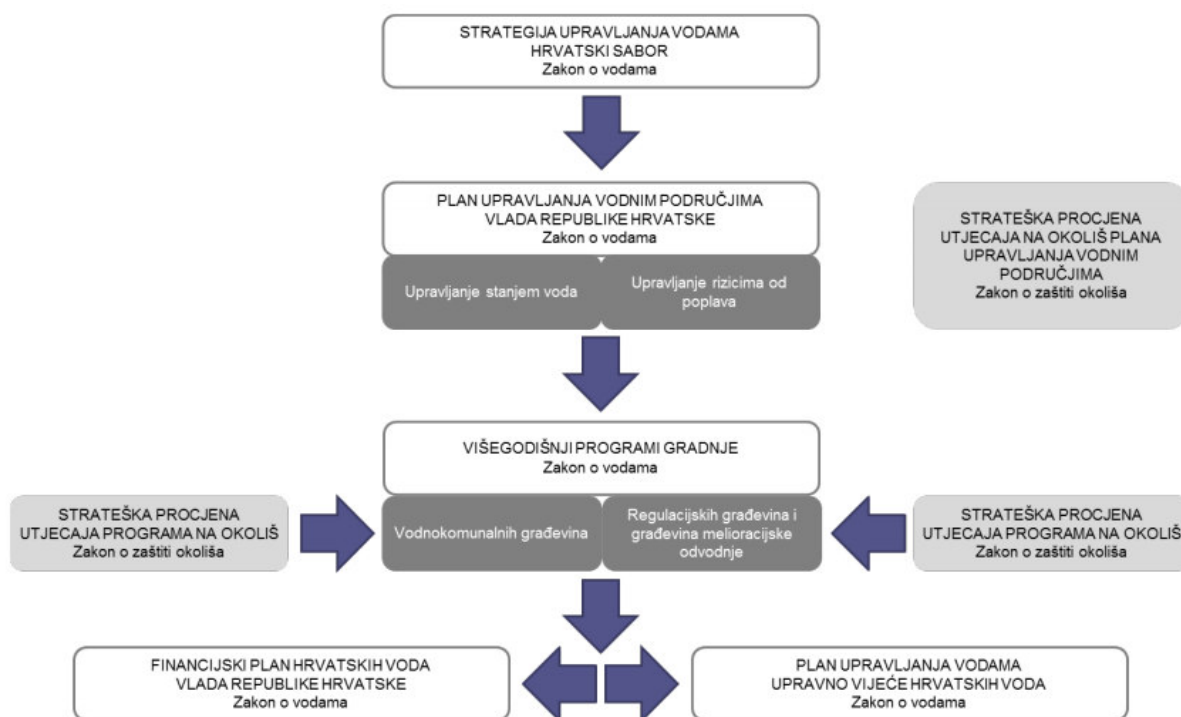 STRATEGIJA UPRAVLJANJA VODAMA
HRVATSKI SABOR
Zakon o vodama
PLAN UPRAVLJANJA VODNIM PODRUČJIMA
VLADA REPUBLIKE HRVATSKE
Zakon o vodama
Upravljanje stanjem voda
Upravljanje rizicima od
poplava
STRATEŠKA PROCJENA
UTJECAJA NA OKOLIŠ PLANA
UPRAVLJANJA VODNIM
PODRUČJIMA
Zakon o zaštiti okoliša
VIŠEGODIŠNJI PROGRAMI GRADNJE
Zakon o vodama
STRATEŠKA PROCJENA
UTJECAJA PROGRAMA NA OKOLIŠ
Zakon o zaštiti okoliša
Vodnokomunalnih građevina
Regulacijskih građevina i
građevina melioracijske
odvodnje
STRATEŠKA PROCJENA
UTJECAJA PROGRAMA NA OKOLIŠ
Zakon o zaštiti okoliša
FINANCIJSKI PLAN HRVATSKIH VODA
VLADA REPUBLIKE HRVATSKE
Zakon o vodama
PLAN UPRAVLJANJA VODAMA
UPRAVNO VIJEĆE HRVATSKIH VODA
Zakon o vodama